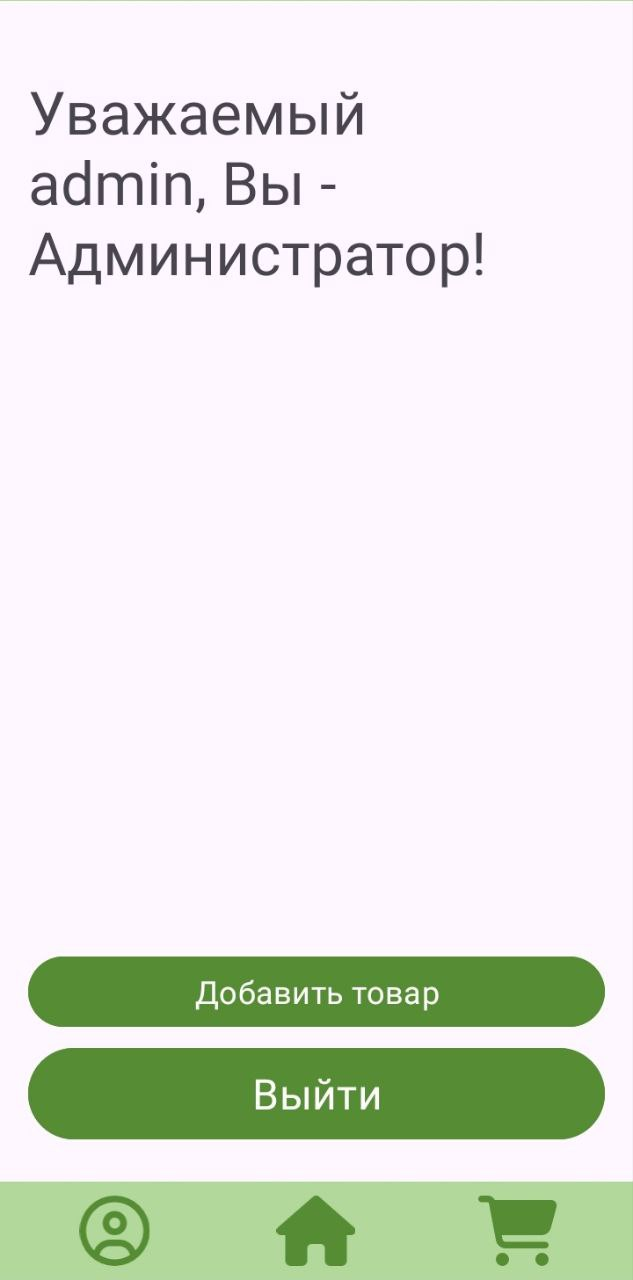 Уважаемый
admin, Вы -
Администратор!
Добавить товар
Выйти